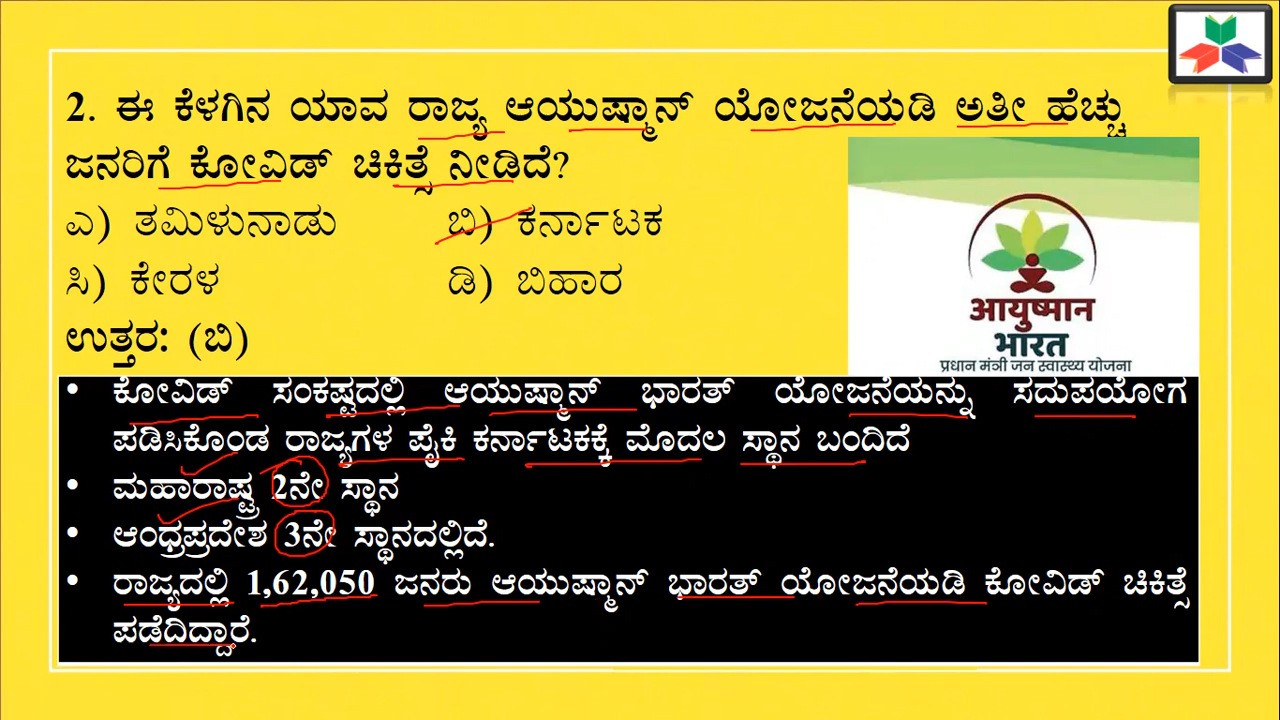 2. ಈ ಕೆಳಗಿನ ಯಾವ ರಾಜ್ಯ ಆಯುಷ್ಮಾನ್ ಯೋಜನೆಯಡಿ ಅತೀ ಹೆಚ್ಚು
ಜನರಿಗೆ ಕೋವಿಡ್ ಚಿಕಿತ್ಸೆ ನೀಡಿದೆ?
ಎ) ತಮಿಳುನಾಡು ಬಿ) ಕರ್ನಾಟಕ
ಸಿ) ಕೇರಳ ಡಿ) ಬಿಹಾರ
ಉತ್ತರ: (ಬಿ)
आयुष्मान
भारत
प्रधान मंत्री जन स्वास्थ्य योजना
• ಕೋವಿಡ್ ಸಂಕಷ್ಟದಲ್ಲಿ ಆಯುಷ್ಮಾನ್ ಭಾರತ್ ಯೋಜನೆಯನ್ನು ಸದುಪಯೋಗ
ಪಡಿಸಿಕೊಂಡ ರಾಜ್ಯಗಳ ಪೈಕಿ ಕರ್ನಾಟಕಕ್ಕೆ ಮೊದಲ ಸ್ಥಾನ ಬಂದಿದೆ
• ಮಹಾರಾಷ್ಟ್ರ 2ನೇ ಸ್ಥಾನ
• ಆಂಧ್ರಪ್ರದೇಶ 3ನೇ ಸ್ಥಾನದಲ್ಲಿದೆ.
• ರಾಜ್ಯದಲ್ಲಿ 1,62,050 ಜನರು ಆಯುಷ್ಮಾನ್ ಭಾರತ್ ಯೋಜನೆಯಡಿ ಕೋವಿಡ್ ಚಿಕಿತ್ಸೆ
ಪಡೆದಿದ್ದಾರೆ.